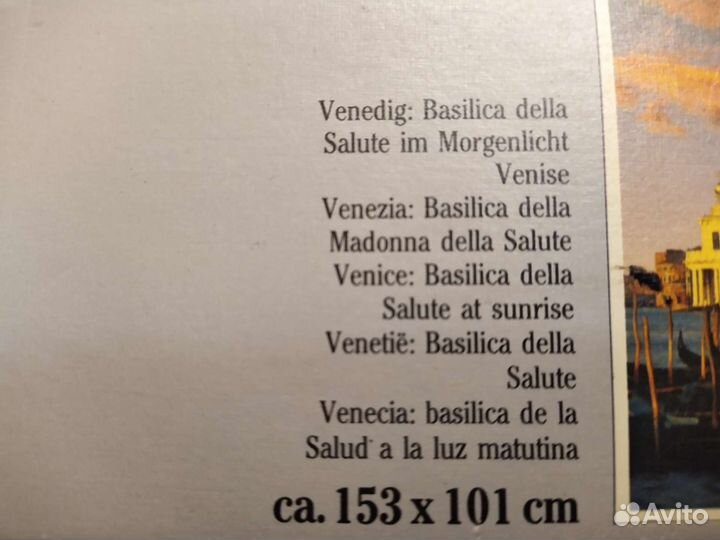 Venedig: Basilica della
Salute im Morgenlicht
Venise
Venezia: Basilica della
Madonna della Salute
Venice: Basilica della
Salute at sunrise
Venetië: Basilica della
Salute
Venecia: basilica de la
Salud a la luz matutina
ca. 153 x 101 cm
Avito